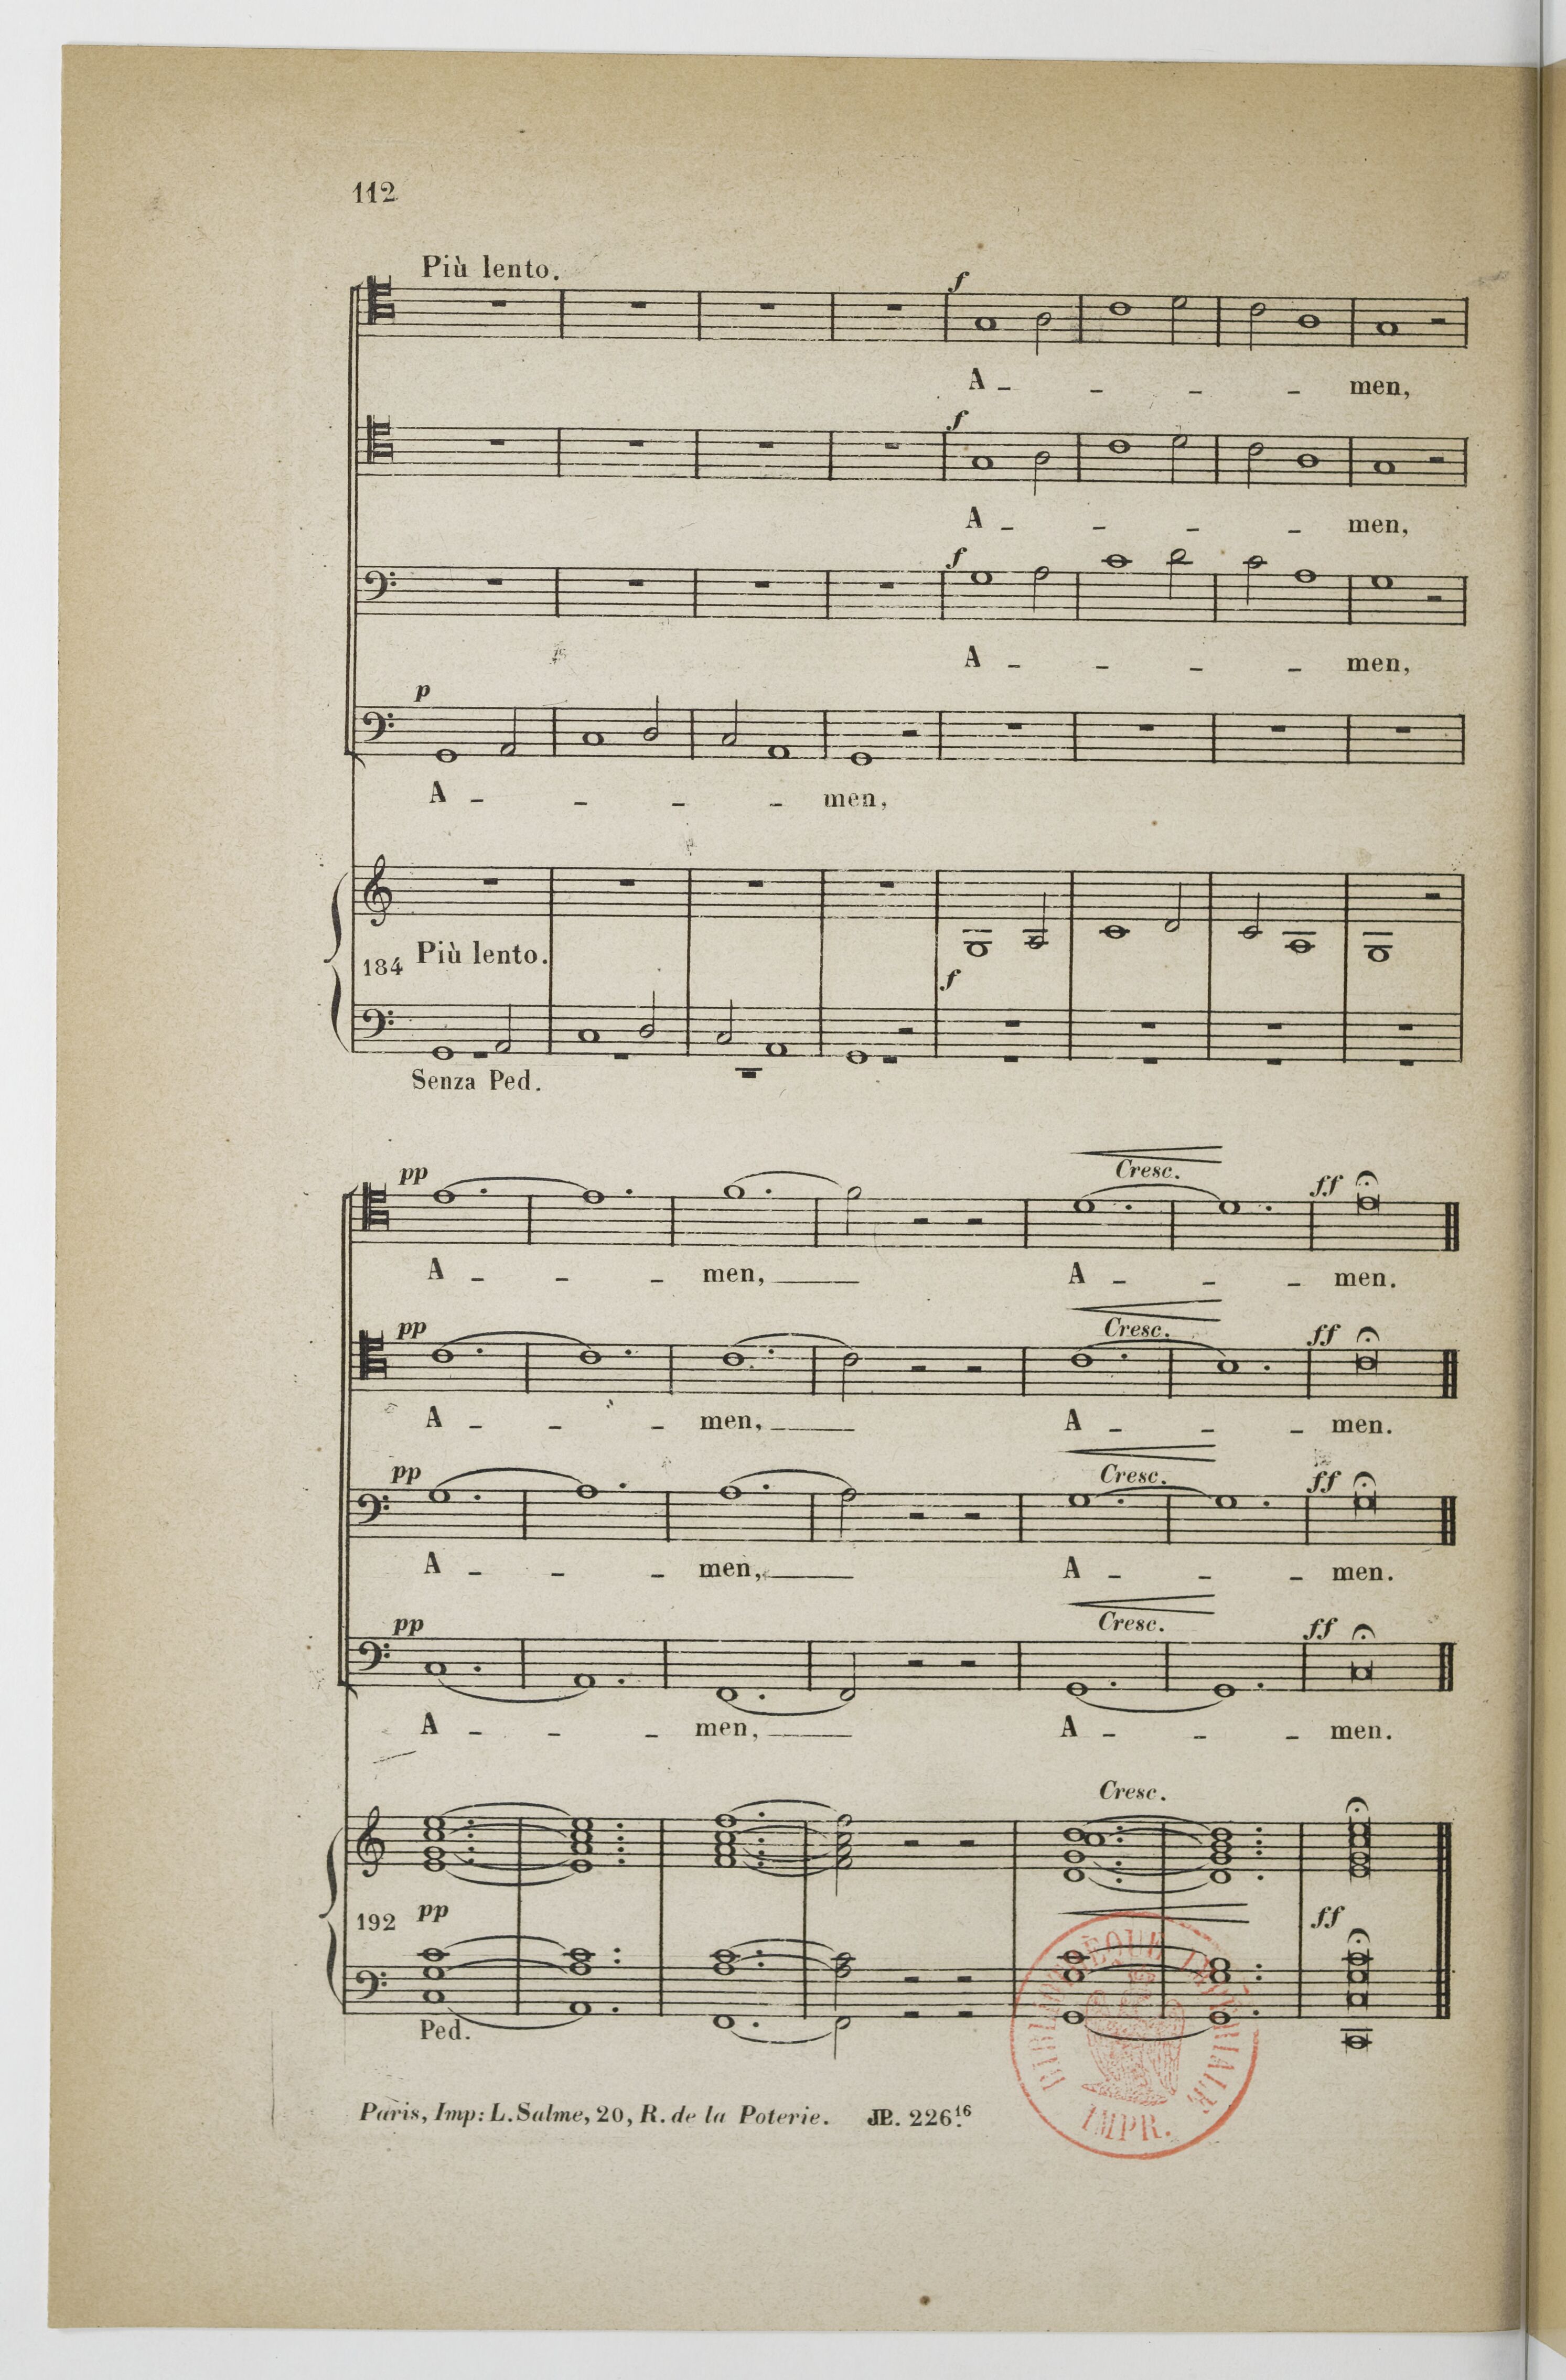 112
Più lento.
f
A - - - - men,
f
A - - - - men,
f
A - - - - men,
p
A - - - - men,
184 Più lento.
f
Senza Ped.
pp Cresc. ff
A - - - men, A - - - men.
pp Cresc. ff
A - - - men, A - - - men.
pp Cresc. ff
A - - - men, A - - - men.
pp Cresc. ff
A - - - men, A - - - men.
Cresc.
192 pp ff
Ped.
Paris, Imp: L. Salme, 20, R. de la Poterie. JP. 226.16
BIBLIOTHÈQUE IMPÉRIALE
IMPR.